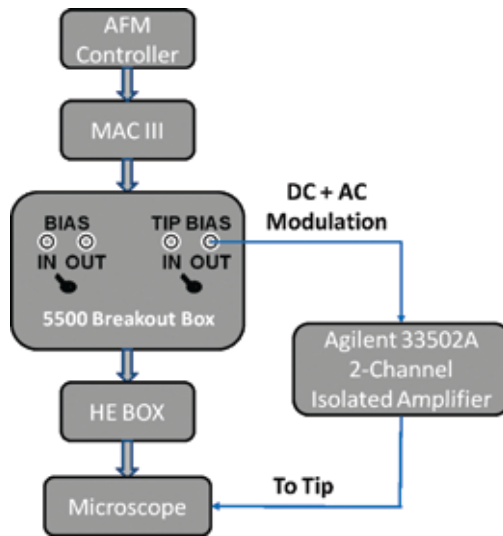 AFM
Controller
MAC III
BIAS
TIP BIAS
IN OUT
IN OUT
5500 Breakout Box
DC + AC
Modulation
Agilent 33502A
2-Channel
Isolated Amplifier
HE BOX
To Tip
Microscope